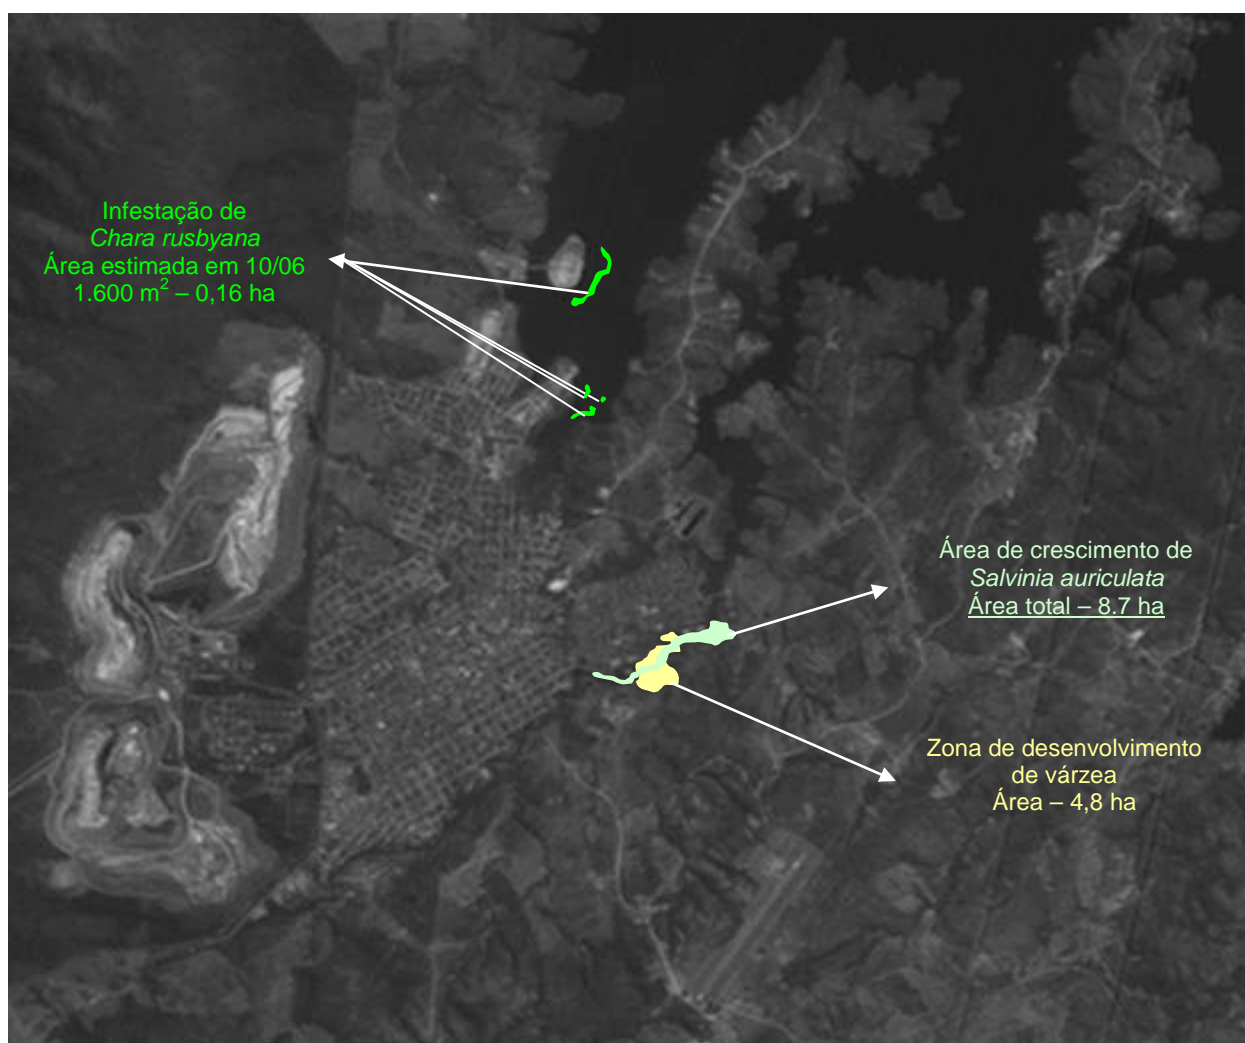 Infestação de
Chara rusbyana
Área estimada em 10/06
1.600 m² – 0,16 ha
Área de crescimento de
Salvinia auriculata
Área total – 8.7 ha
Zona de desenvolvimento
de várzea
Área – 4,8 ha